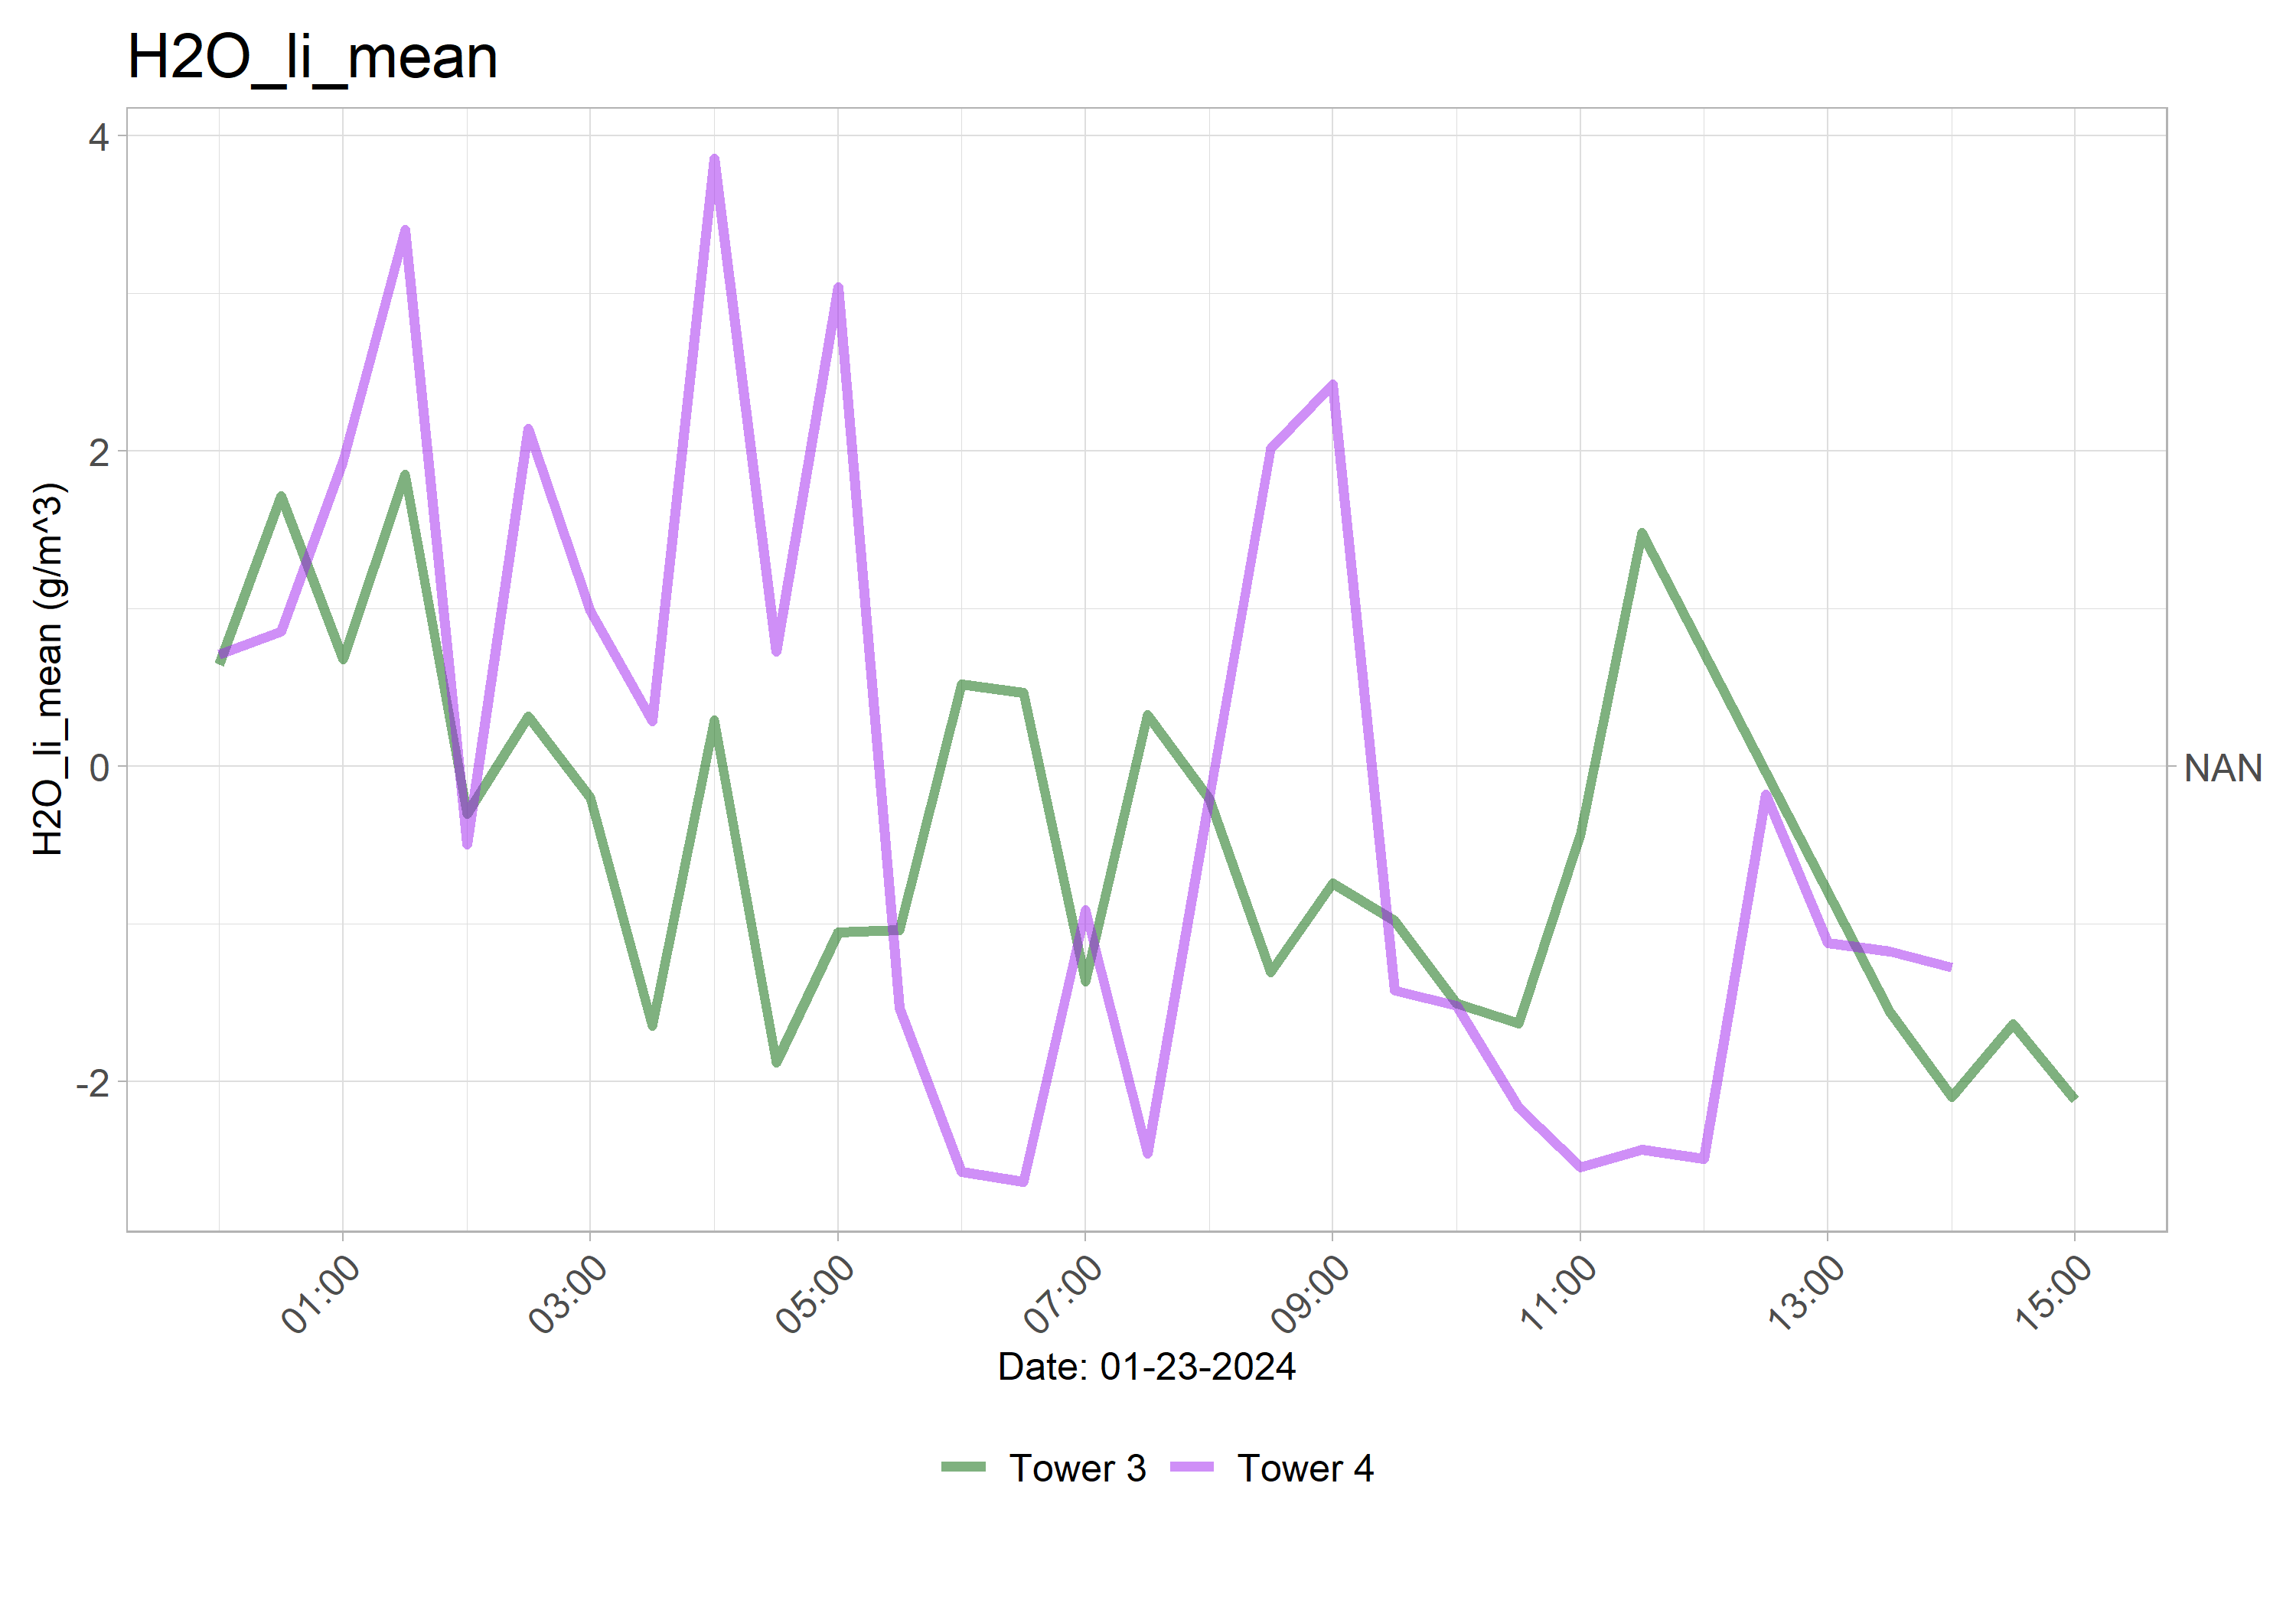 H2O_li_mean
H2O_li_mean (g/m^3)
4
2
0
-2
NAN
01:00
03:00
05:00
07:00
09:00
11:00
13:00
15:00
Date: 01-23-2024
Tower 3
Tower 4